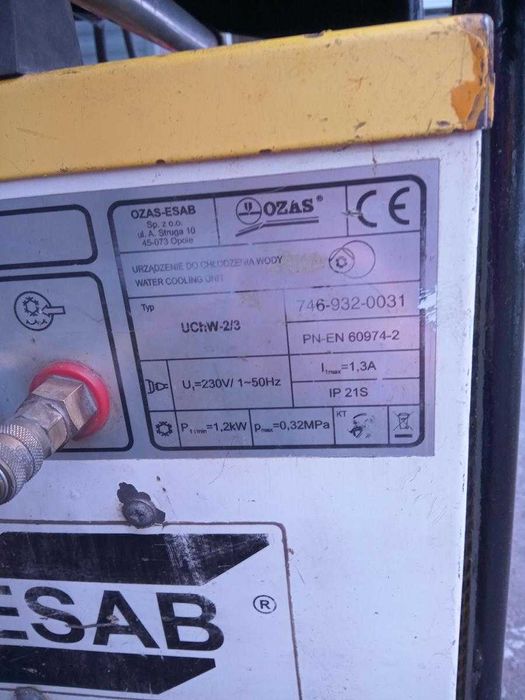 OZAS-ESAB
Sp. z o.o.
ul. A. Struga 10
45-073 Opole
OZAS®
CE
URZĄDZENIE DO CHŁODZENIA WODY
WATER COOLING UNIT
Typ
UChW-2/3
746-932-0031
PN-EN 60974-2
U₁=230V/ 1~50Hz
I₁max=1,3A
IP 21S
P₁ l/min=1,2kW
pmax=0,32MPa
KT
ESAB®